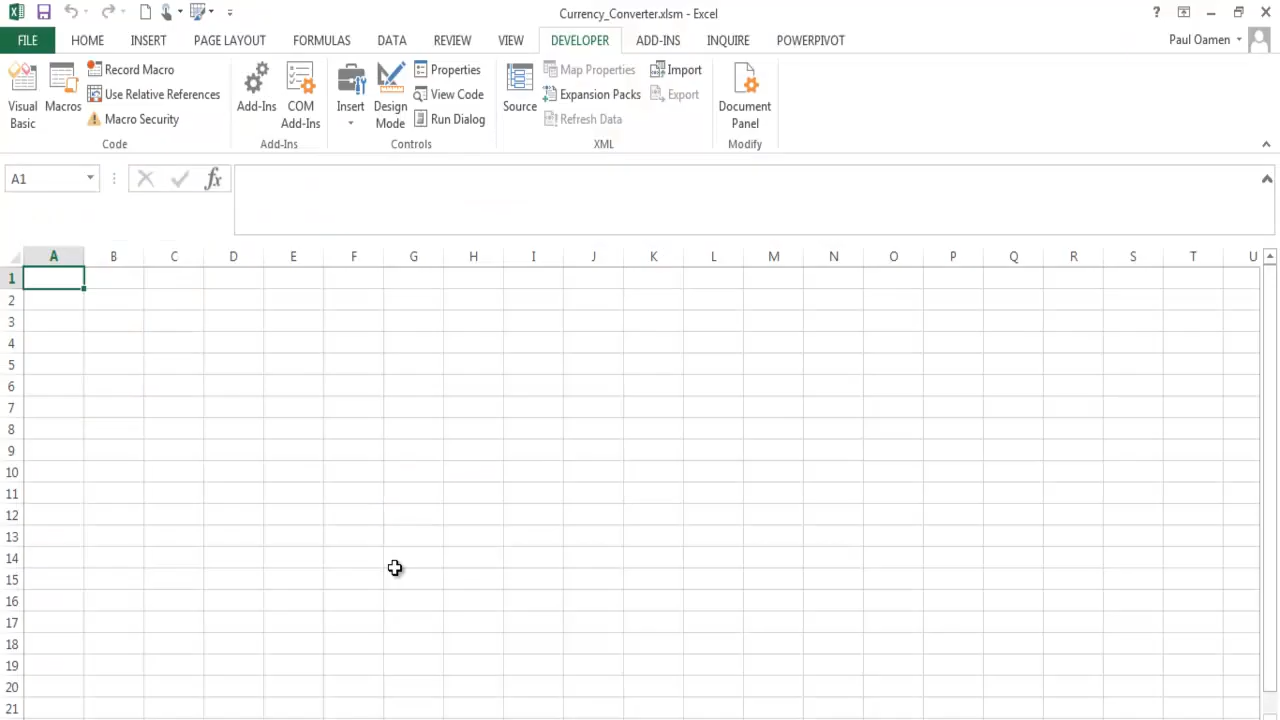 Currency_Converter.xlsm - Excel
?
FILE HOME INSERT PAGE LAYOUT FORMULAS DATA REVIEW VIEW DEVELOPER ADD-INS INQUIRE POWERPIVOT Paul Oamen
Visual Basic
Macros
Record Macro
Use Relative References
Macro Security
Code
Add-Ins
COM Add-Ins
Add-Ins
Insert
Design Mode
Properties
View Code
Run Dialog
Controls
Source
Map Properties
Expansion Packs
Refresh Data
Import
Export
XML
Document Panel
Modify
A1 fx
A B C D E F G H I J K L M N O P Q R S T U
1
2
3
4
5
6
7
8
9
10
11
12
13
14
15
16
17
18
19
20
21